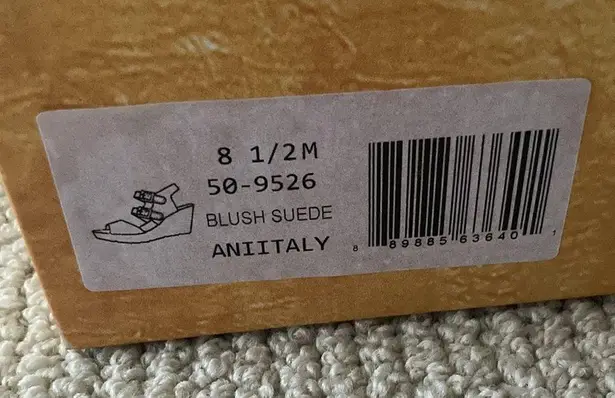 8 1/2M
50-9526
BLUSH SUEDE
ANIITALY
8 89885 63640 1